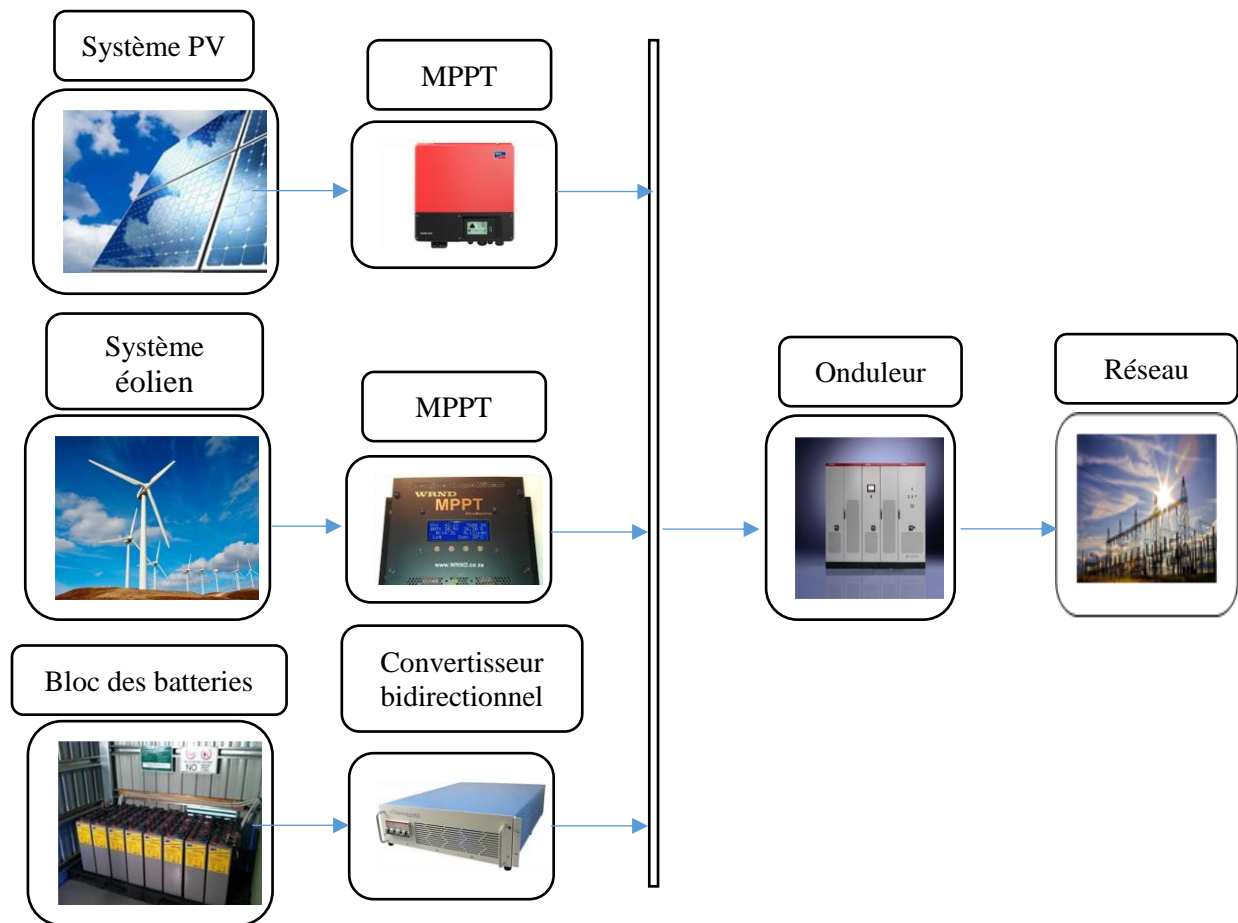 Système PV
MPPT
Système
éolien
MPPT
WRND
MPPT
www.WRND.co.za
Onduleur
Réseau
Bloc des batteries
Convertisseur
bidirectionnel
NO